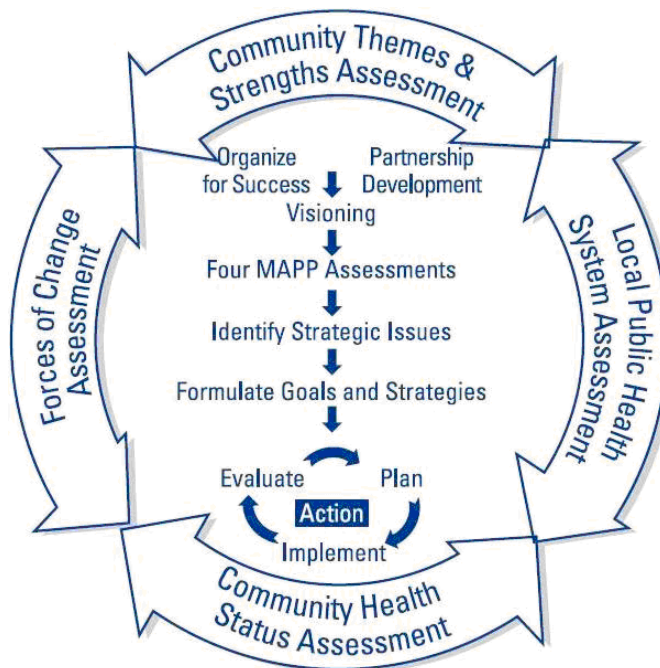 Community Themes &
Strengths Assessment
Organize
for Success
Partnership
Development
Visioning
Four MAPP Assessments
Identify Strategic Issues
Formulate Goals and Strategies
Evaluate
Plan
Action
Implement
Forces of Change
Assessment
Local Public Health
System Assessment
Community Health
Status Assessment